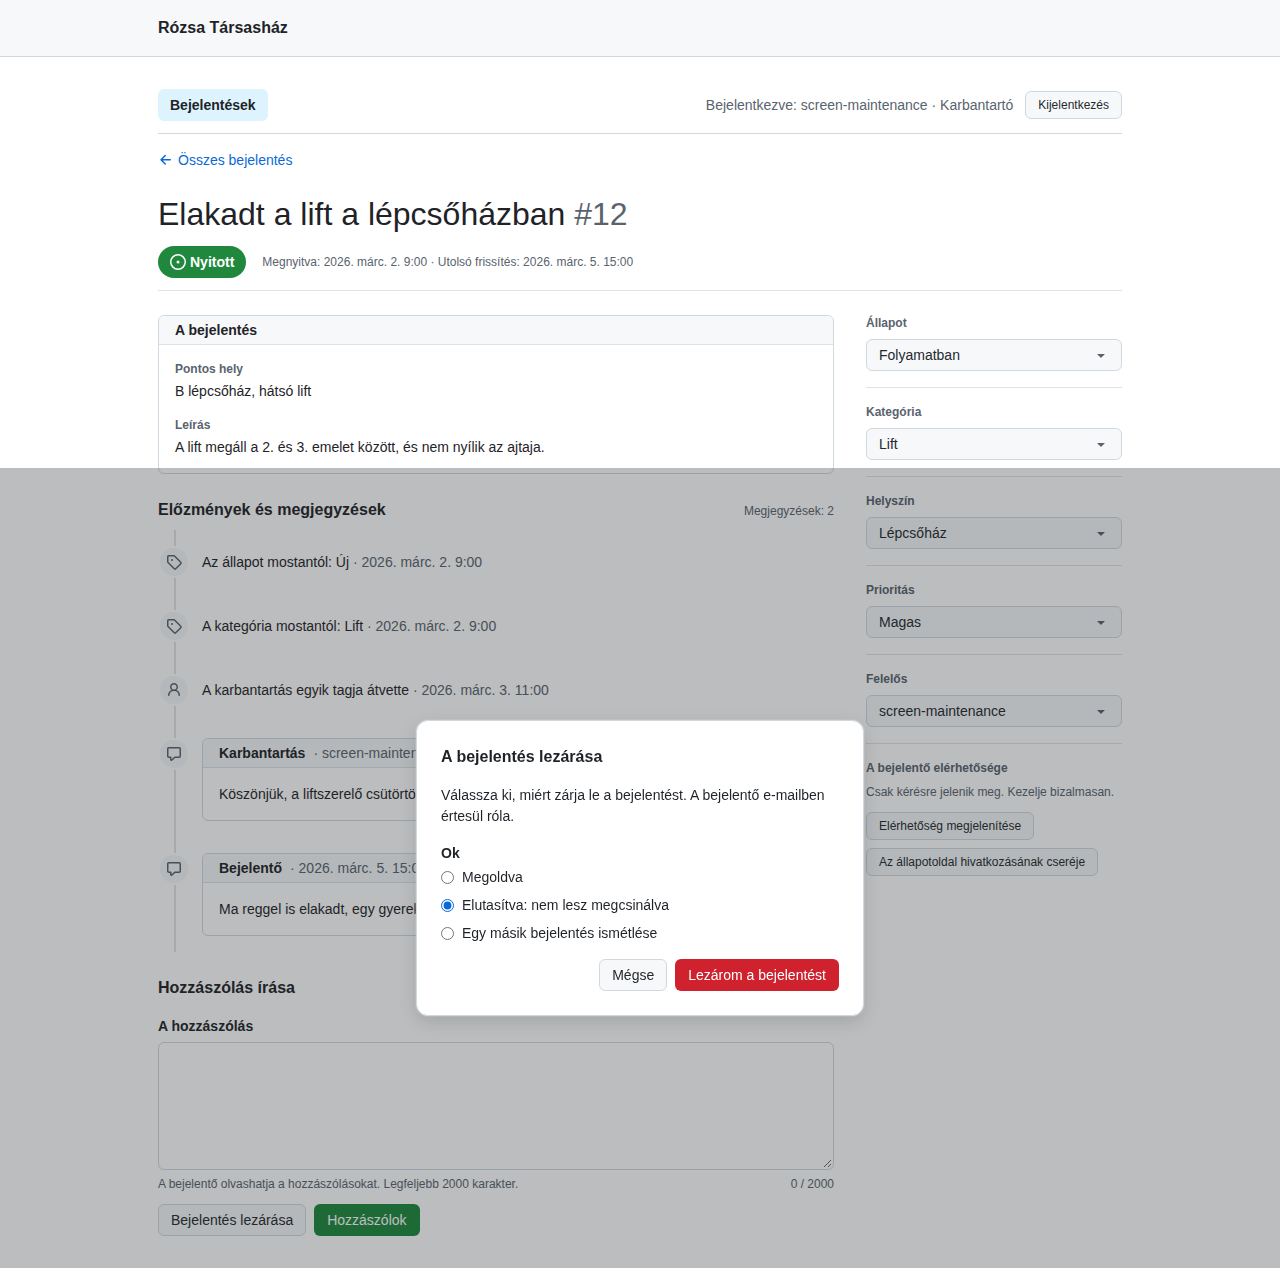 Rózsa Társasház
Bejelentések
Bejelentkezve: screen-maintenance · Karbantartó
Kijelentkezés
Összes bejelentés
Elakadt a lift a lépcsőházban #12
Nyitott
Megnyitva: 2026. márc. 2. 9:00 · Utolsó frissítés: 2026. márc. 5. 15:00
A bejelentés
Pontos hely
B lépcsőház, hátsó lift
Leírás
A lift megáll a 2. és 3. emelet között, és nem nyílik az ajtaja.
Állapot
Folyamatban
Kategória
Lift
Helyszín
Lépcsőház
Prioritás
Magas
Felelős
screen-maintenance
A bejelentő elérhetősége
Csak kérésre jelenik meg. Kezelje bizalmasan.
Elérhetőség megjelenítése
Az állapotoldal hivatkozásának cseréje
Előzmények és megjegyzések
Megjegyzések: 2
Az állapot mostantól: Új · 2026. márc. 2. 9:00
A kategória mostantól: Lift · 2026. márc. 2. 9:00
A karbantartás egyik tagja átvette · 2026. márc. 3. 11:00
Karbantartás · screen-mainten
Köszönjük, a liftszerelő csütörtö
Bejelentő · 2026. márc. 5. 15:0
Ma reggel is elakadt, egy gyerek
A bejelentés lezárása
Válassza ki, miért zárja le a bejelentést. A bejelentő e-mailben
értesül róla.
Ok
Megoldva
Elutasítva: nem lesz megcsinálva
Egy másik bejelentés ismétlése
Mégse
Lezárom a bejelentést
Hozzászólás írása
A hozzászólás
A bejelentő olvashatja a hozzászólásokat. Legfeljebb 2000 karakter.
0 / 2000
Bejelentés lezárása
Hozzászólok